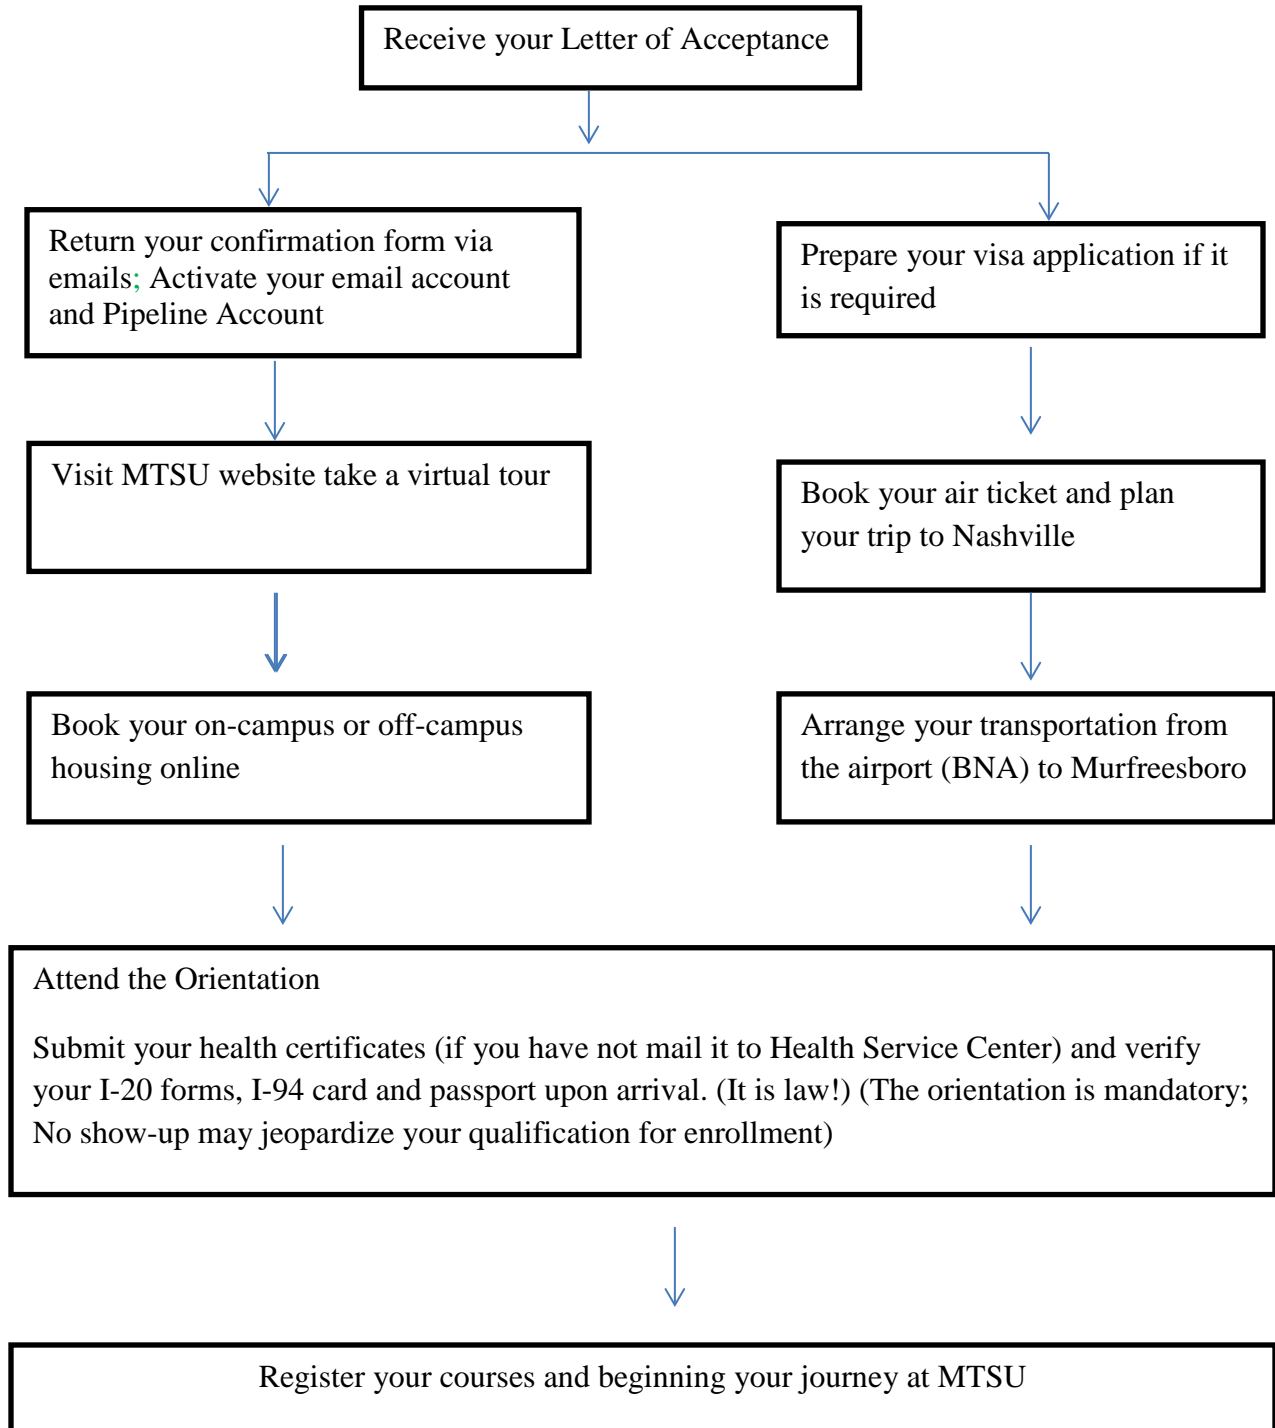 Receive your Letter of Acceptance
Return your confirmation form via
emails; Activate your email account
and Pipeline Account
Prepare your visa application if it
is required
Visit MTSU website take a virtual tour
Book your air ticket and plan
your trip to Nashville
Book your on-campus or off-campus
housing online
Arrange your transportation from
the airport (BNA) to Murfreesboro
Attend the Orientation
Submit your health certificates (if you have not mail it to Health Service Center) and verify
your I-20 forms, I-94 card and passport upon arrival. (It is law!) (The orientation is mandatory;
No show-up may jeopardize your qualification for enrollment)
Register your courses and beginning your journey at MTSU